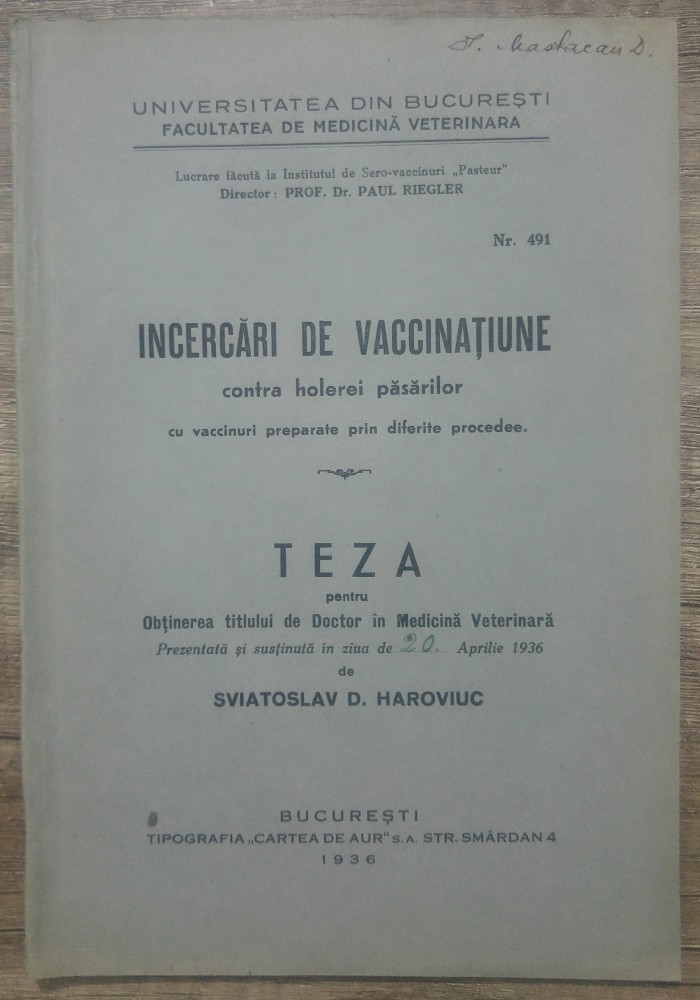 UNIVERSITATEA DIN BUCUREȘTI
FACULTATEA DE MEDICINĂ VETERINARA
Lucrare făcută la Institutul de Sero-vaccinuri „Pasteur"
Director: PROF. Dr. PAUL RIEGLER
Nr. 491
INCERCĂRI DE VACCINAȚIUNE
contra holerei păsărilor
cu vaccinuri preparate prin diferite procedee.
TEZA
pentru
Obținerea titlului de Doctor în Medicină Veterinară
Prezentată și susținută in ziua de 20. Aprilie 1936
de
SVIATOSLAV D. HAROVIUC
BUCUREȘTI
TIPOGRAFIA „CARTEA DE AUR" S.A. STR. SMÂRDAN 4
1936